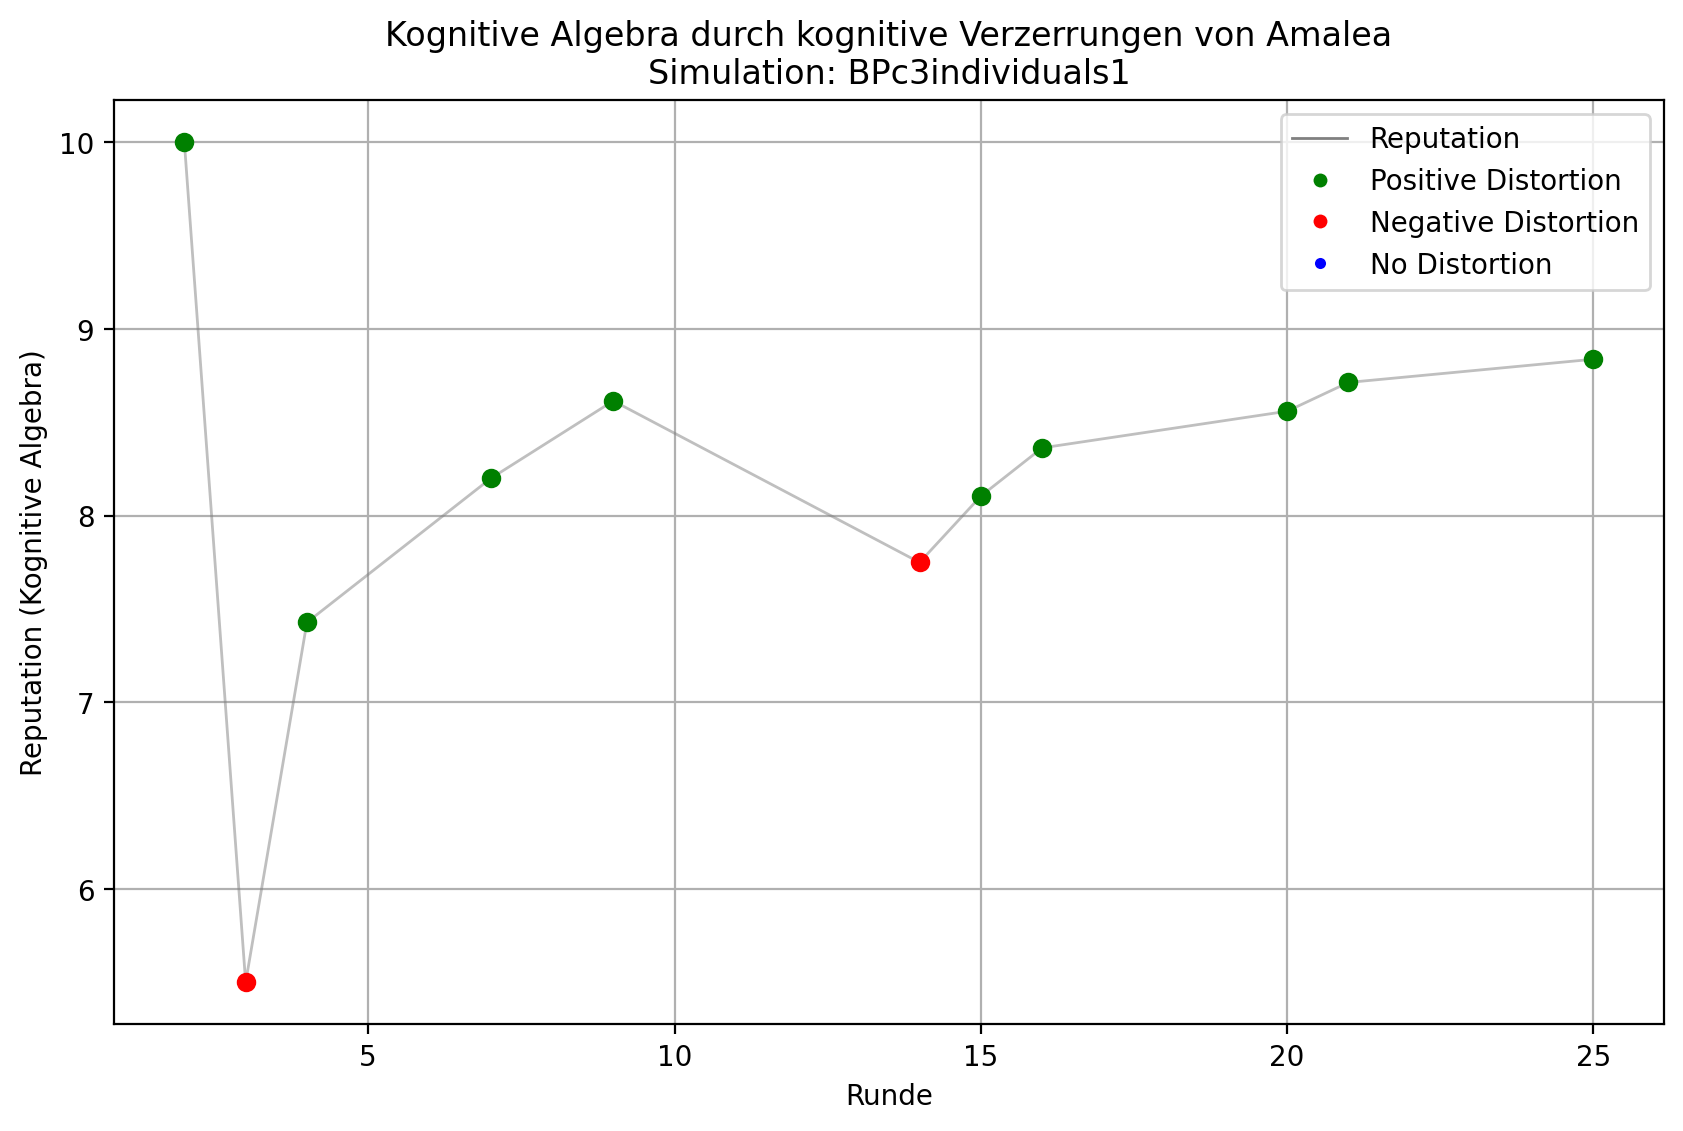 Kognitive Algebra durch kognitive Verzerrungen von Amalea
Simulation: BPc3individuals1
Reputation
Positive Distortion
Negative Distortion
No Distortion
Reputation (Kognitive Algebra)
10
9
8
7
6
5
10
15
20
25
Runde